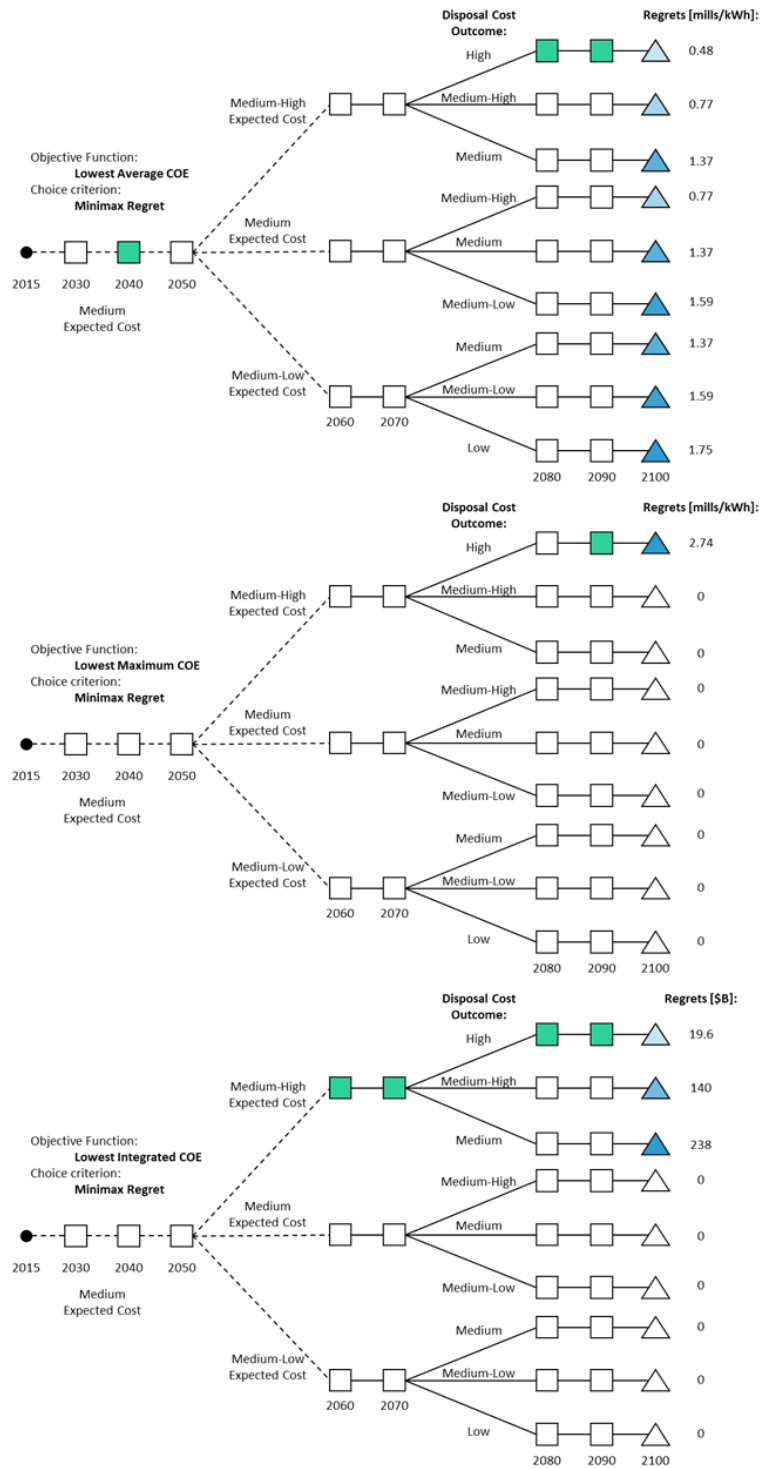 Disposal Cost Regrets [mills/kWh]:
Outcome:
High 0.48
Medium-High
Expected Cost
Medium-High 0.77
Objective Function:
Lowest Average COE
Choice criterion:
Minimax Regret
Medium 1.37
Medium-High 0.77
Medium
Expected Cost
Medium 1.37
2015 2030 2040 2050
Medium
Expected Cost
Medium-Low 1.59
Medium 1.37
Medium-Low
Expected Cost
Medium-Low 1.59
2060 2070
Low 1.75
2080 2090 2100
Disposal Cost Regrets [mills/kWh]:
Outcome:
High 2.74
Medium-High
Expected Cost
Medium-High 0
Objective Function:
Lowest Maximum COE
Choice criterion:
Minimax Regret
Medium 0
Medium-High 0
Medium
Expected Cost
Medium 0
2015 2030 2040 2050
Medium
Expected Cost
Medium-Low 0
Medium 0
Medium-Low
Expected Cost
Medium-Low 0
2060 2070
Low 0
2080 2090 2100
Disposal Cost Regrets [$B]:
Outcome:
High 19.6
Medium-High
Expected Cost
Medium-High 140
Objective Function:
Lowest Integrated COE
Choice criterion:
Minimax Regret
Medium 238
Medium-High 0
Medium
Expected Cost
Medium 0
2015 2030 2040 2050
Medium
Expected Cost
Medium-Low 0
Medium 0
Medium-Low
Expected Cost
Medium-Low 0
2060 2070
Low 0
2080 2090 2100